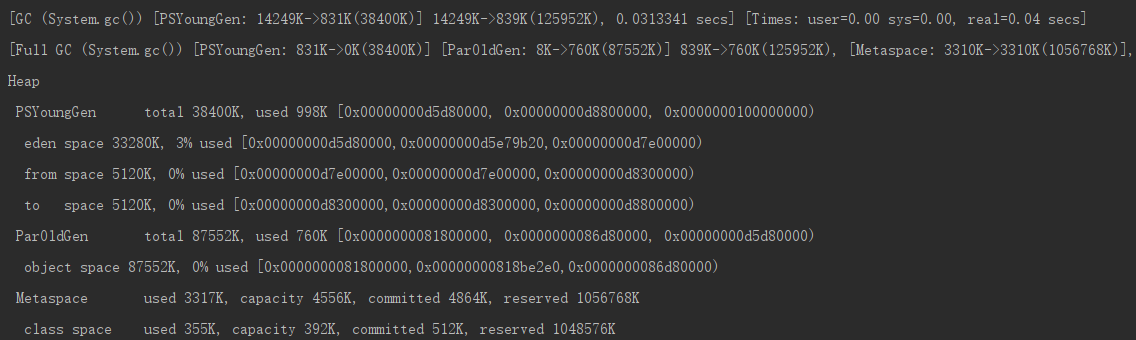 [GC (System.gc()) [PSYoungGen: 14249K->831K(38400K)] 14249K->839K(125952K), 0.0313341 secs] [Times: user=0.00 sys=0.00, real=0.04 secs]
[Full GC (System.gc()) [PSYoungGen: 831K->0K(38400K)] [ParOldGen: 8K->760K(87552K)] 839K->760K(125952K), [Metaspace: 3310K->3310K(1056768K)],
Heap
PSYoungGen total 38400K, used 998K [0x00000000d5d80000, 0x00000000d8800000, 0x0000000100000000)
eden space 33280K, 3% used [0x00000000d5d80000,0x00000000d5e79b20,0x00000000d7e00000)
from space 5120K, 0% used [0x00000000d7e00000,0x00000000d7e00000,0x00000000d8300000)
to space 5120K, 0% used [0x00000000d8300000,0x00000000d8300000,0x00000000d8800000)
ParOldGen total 87552K, used 760K [0x0000000081800000, 0x0000000086d80000, 0x00000000d5d80000)
object space 87552K, 0% used [0x0000000081800000,0x00000000818be2e0,0x0000000086d80000)
Metaspace used 3317K, capacity 4556K, committed 4864K, reserved 1056768K
class space used 355K, capacity 392K, committed 512K, reserved 1048576K